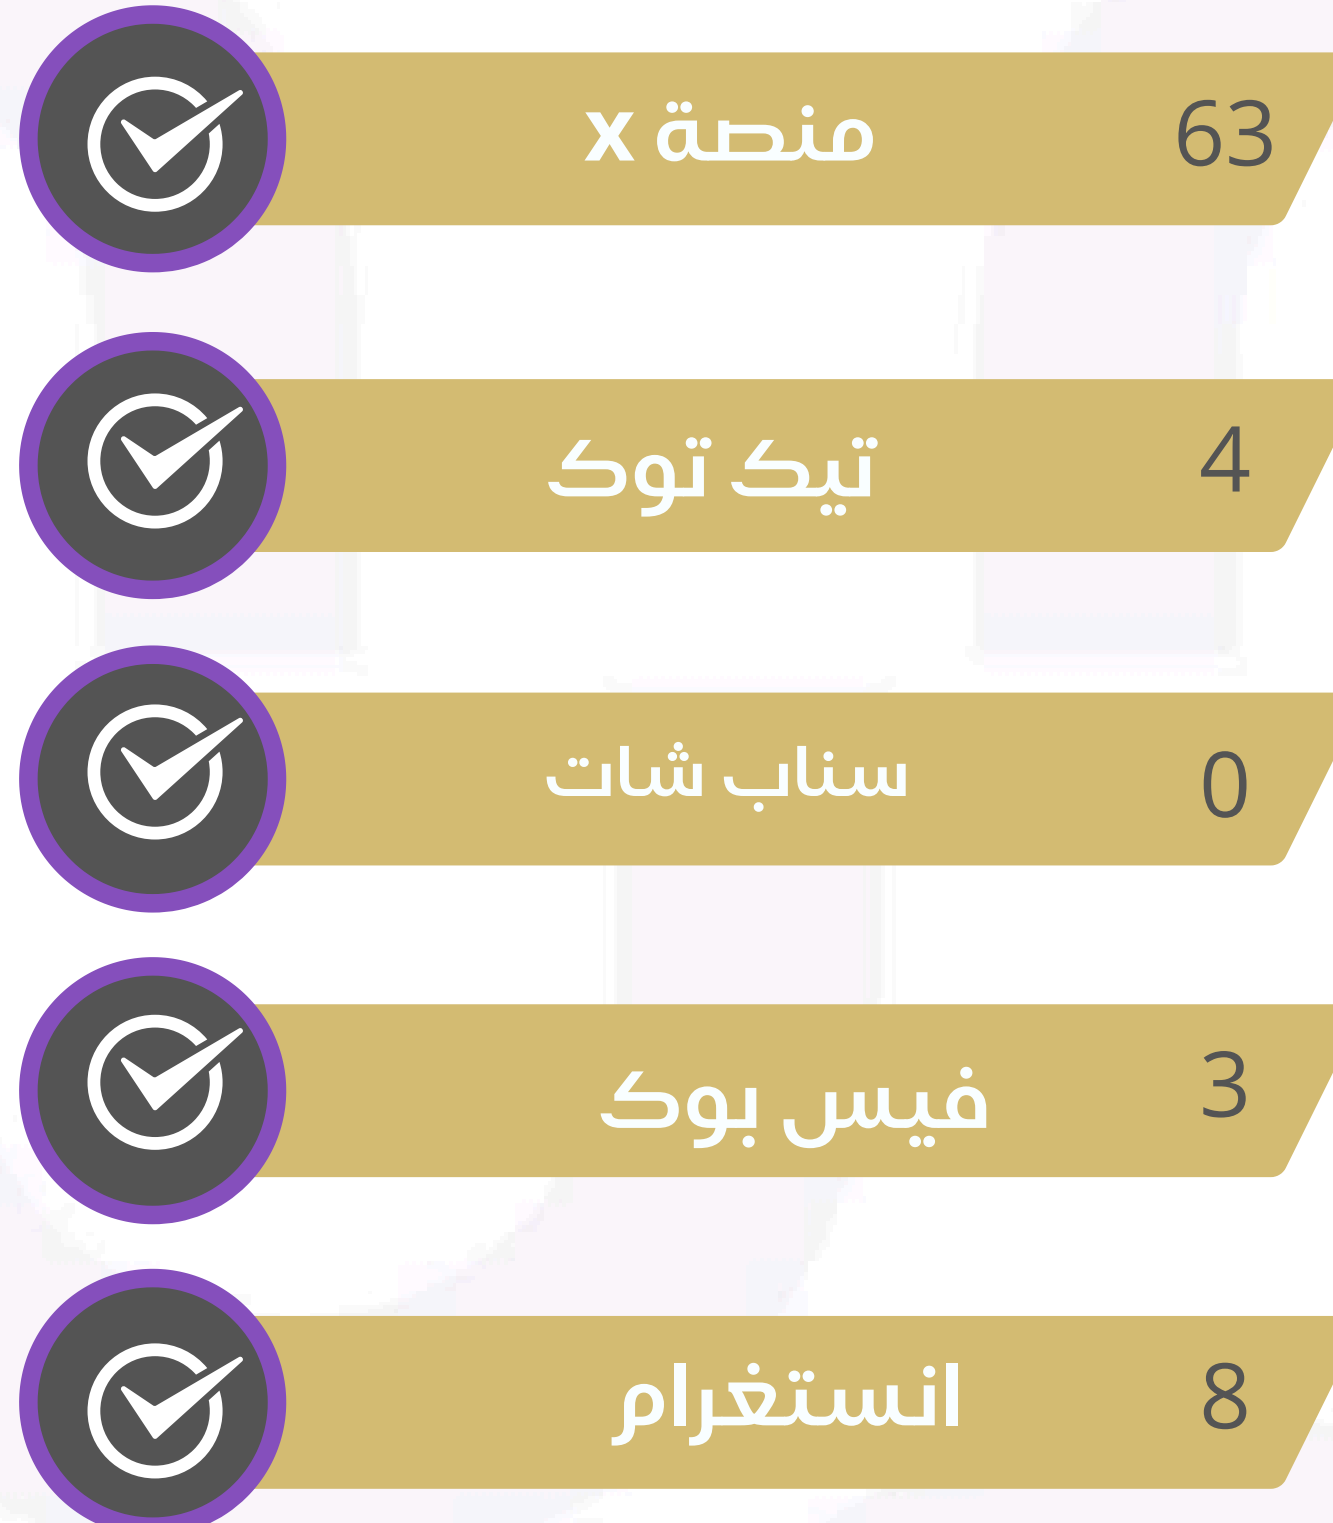 63 منصة x
4 تيك توك
0 سناب شات
3 فيس بوك
8 انستغرام